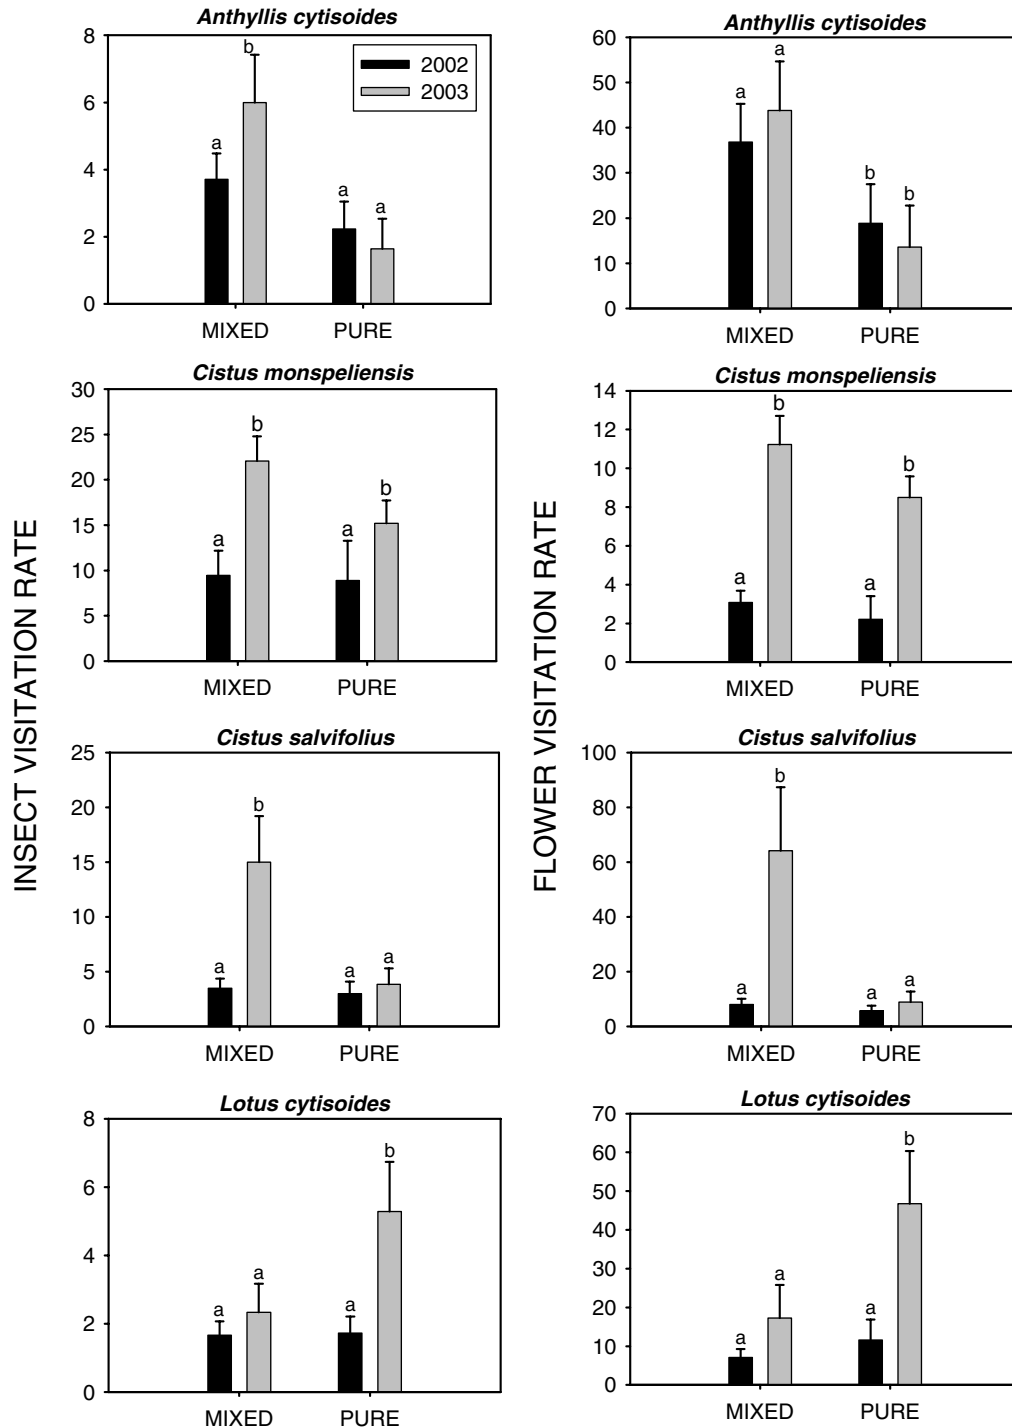 Anthyllis cytisoides
8
6
4
2
0
b
a
a
a
2002
2003
MIXED PURE
Anthyllis cytisoides
60
50
40
30
20
10
0
a
a
b
b
MIXED PURE
INSECT VISITATION RATE
Cistus monspeliensis
30
25
20
15
10
5
0
a
b
a
b
MIXED PURE
FLOWER VISITATION RATE
Cistus monspeliensis
14
12
10
8
6
4
2
0
a
b
a
b
MIXED PURE
Cistus salvifolius
25
20
15
10
5
0
a
b
a
a
MIXED PURE
Cistus salvifolius
100
80
60
40
20
0
a
b
a
a
MIXED PURE
Lotus cytisoides
8
6
4
2
0
a
a
a
b
MIXED PURE
Lotus cytisoides
70
60
50
40
30
20
10
0
a
a
a
b
MIXED PURE